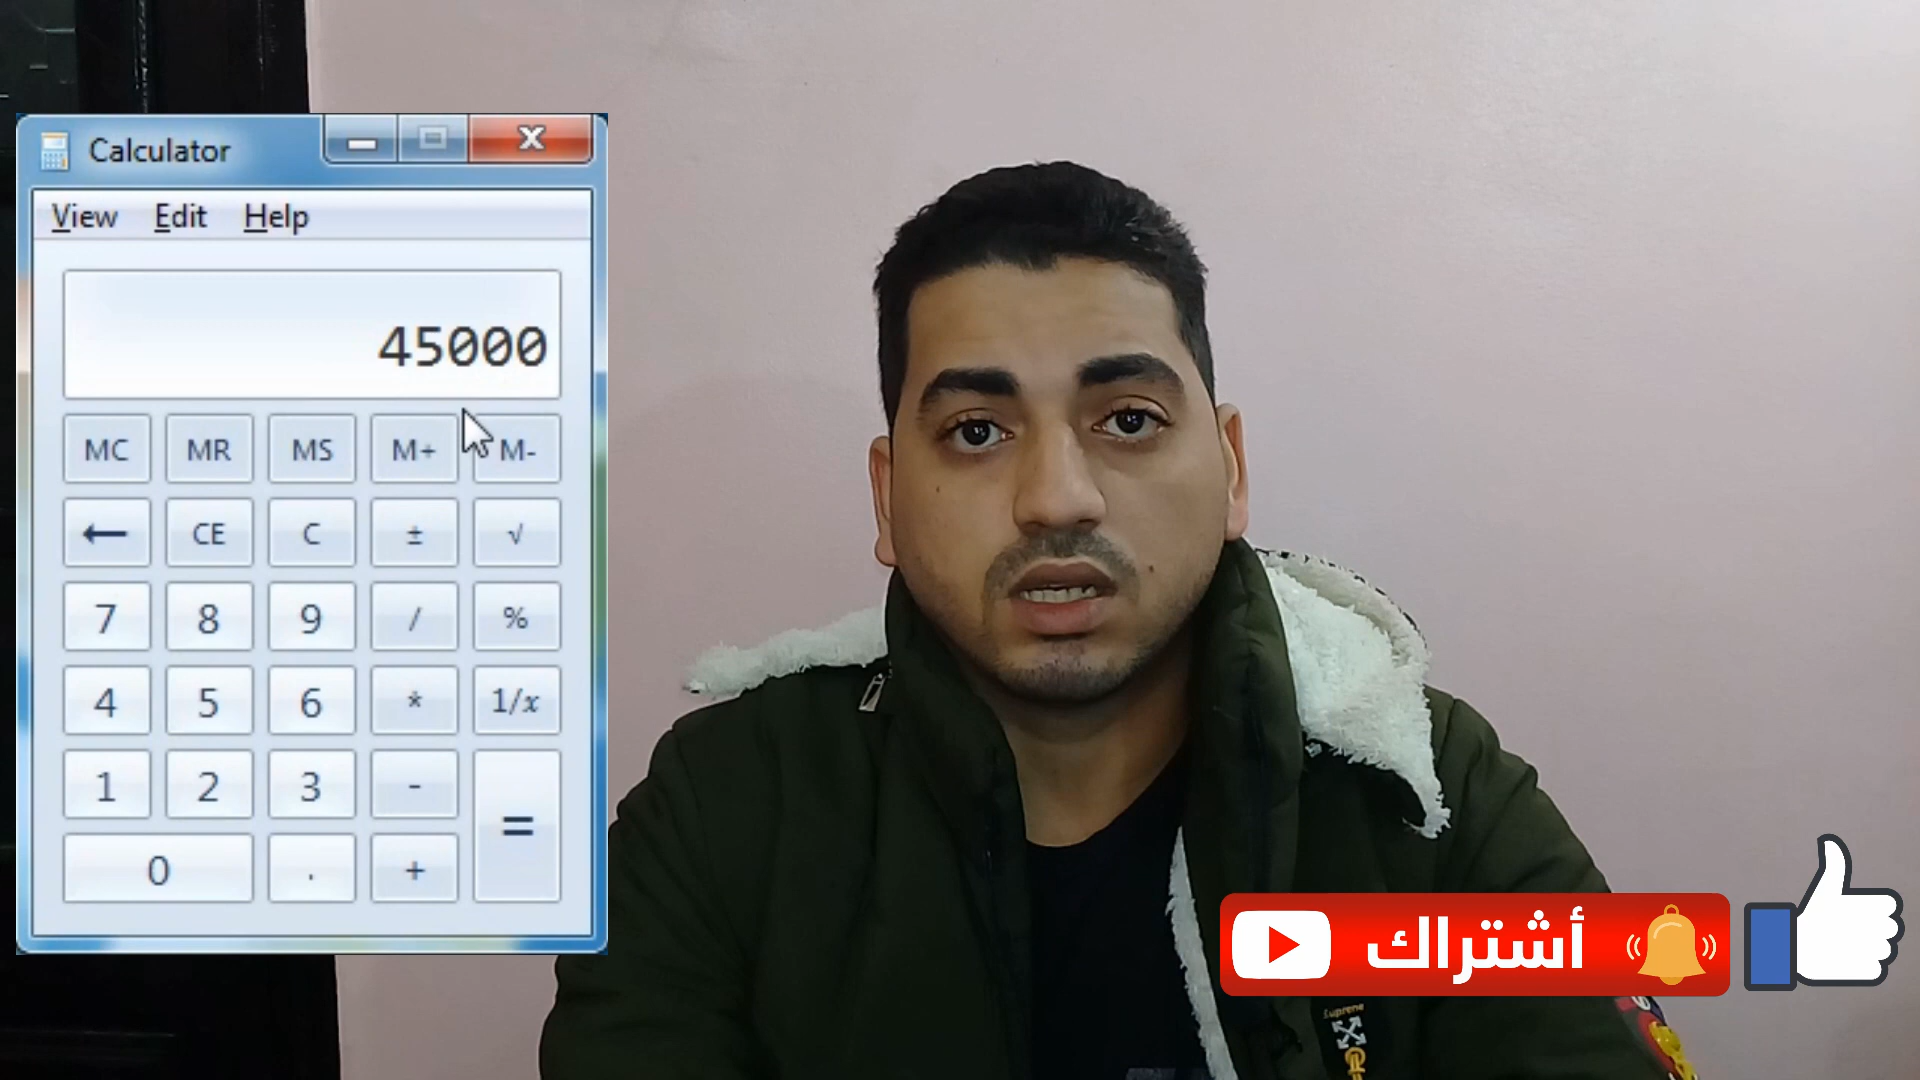 Calculator
View Edit Help
45000
MC MR MS M+ M-
← CE C ± √
7 8 9 / %
4 5 6 * 1/x
1 2 3 - =
0 . +
أشتراك
Suprene